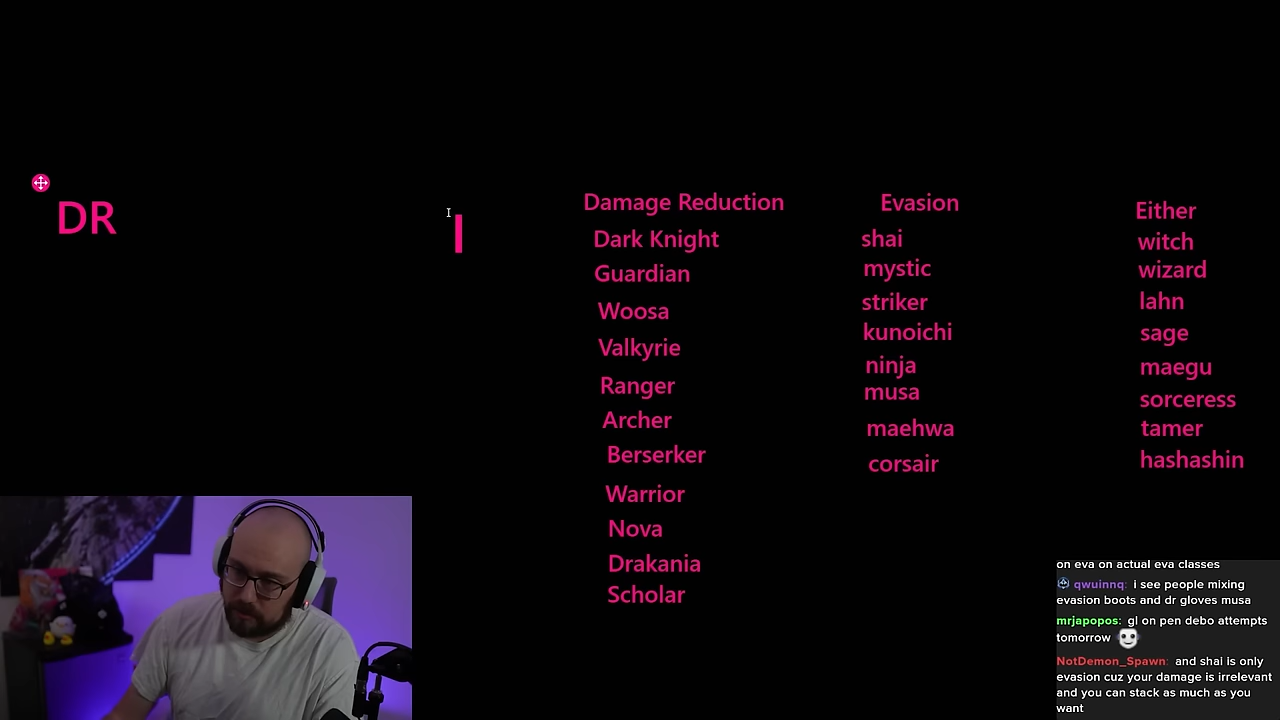 DR
Damage Reduction
Dark Knight
Guardian
Woosa
Valkyrie
Ranger
Archer
Berserker
Warrior
Nova
Drakania
Scholar
Evasion
shai
mystic
striker
kunoichi
ninja
musa
maehwa
corsair
Either
witch
wizard
lahn
sage
maegu
sorceress
tamer
hashashin
on eva on actual eva classes
qwuinnq: i see people mixing
evasion boots and dr gloves musa
mrjapopos: gl on pen debo attempts
tomorrow
NotDemon_Spawn: and shai is only
evasion cuz your damage is irrelevant
and you can stack as much as you
want